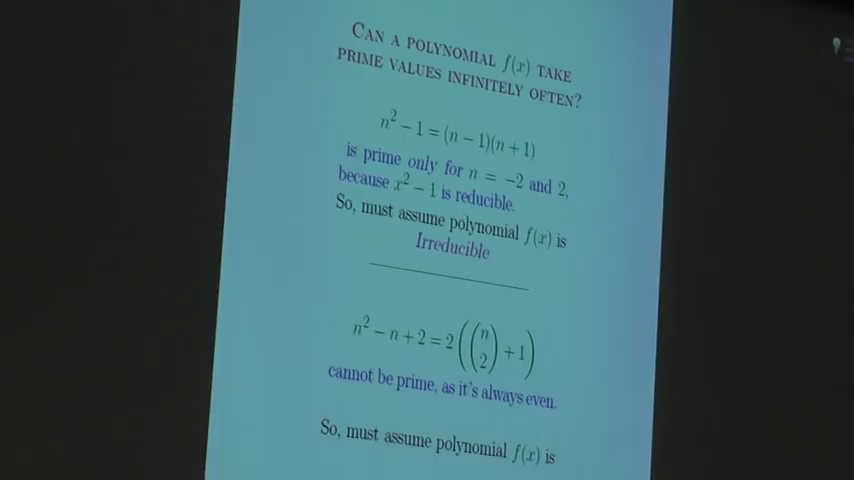 CAN A POLYNOMIAL f(x) TAKE
PRIME VALUES INFINITELY OFTEN?
n² − 1 = (n − 1)(n + 1)
is prime only for n = −2 and 2,
because x² − 1 is reducible.
So, must assume polynomial f(x) is
Irreducible
n² − n + 2 = 2((n 2) + 1)
cannot be prime, as it's always even.
So, must assume polynomial f(x) is